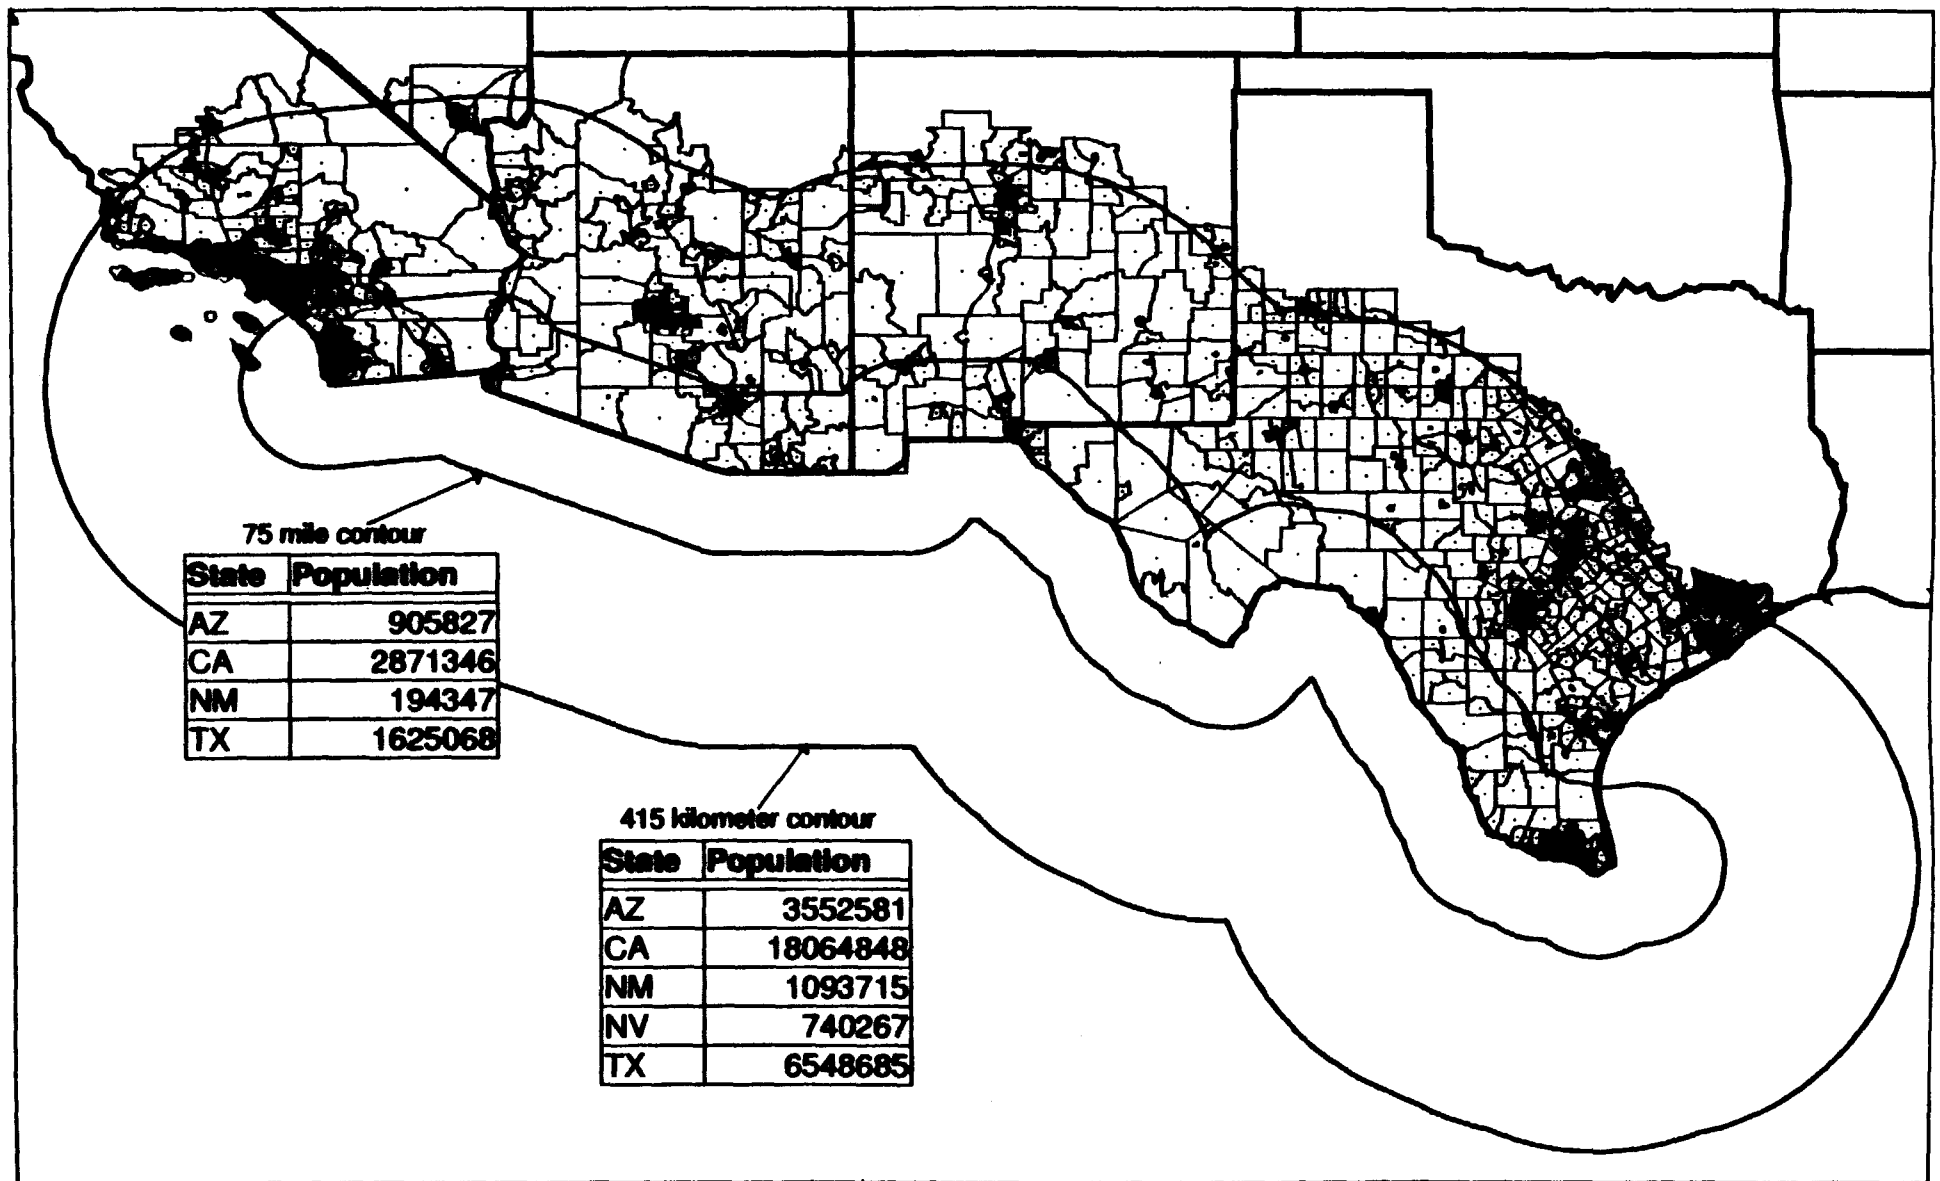 75 mile contour
State Population
AZ 905827
CA 2871346
NM 194347
TX 1625068
415 kilometer contour
State Population
AZ 3552581
CA 18064848
NM 1093715
NV 740267
TX 6548685